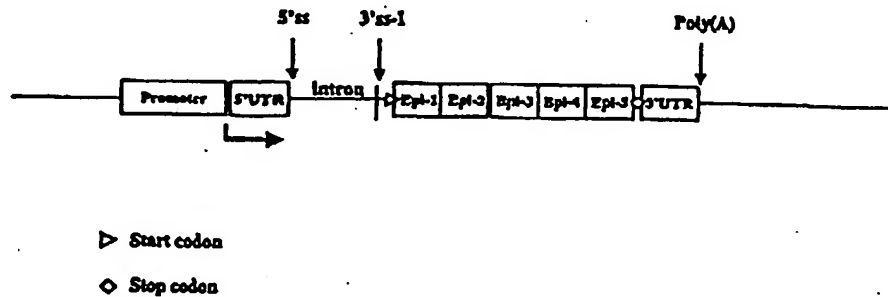 5'ss 3'ss-1 Poly(A)
Promoter 5'UTR Intron Epi-1 Epi-2 Epi-3 Epi-4 Epi-5 3'UTR
Start codon
Stop codon